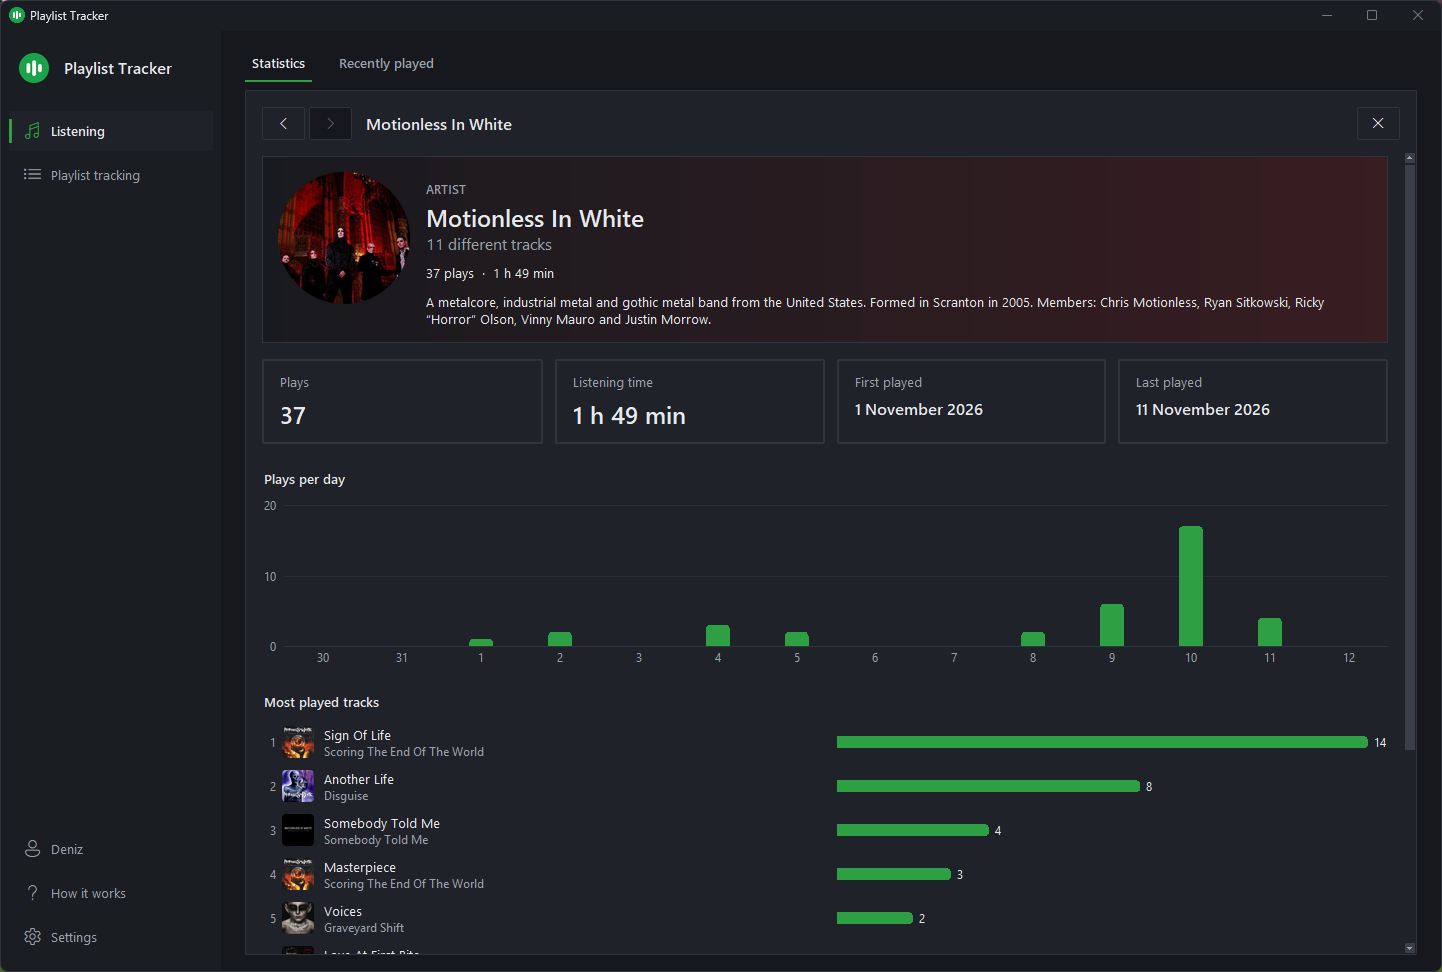 Playlist Tracker
Playlist Tracker
Listening
Playlist tracking
Deniz
How it works
Settings
Statistics
Recently played
Motionless In White
ARTIST
Motionless In White
11 different tracks
37 plays · 1 h 49 min
A metalcore, industrial metal and gothic metal band from the United States. Formed in Scranton in 2005. Members: Chris Motionless, Ryan Sitkowski, Ricky
“Horror” Olson, Vinny Mauro and Justin Morrow.
Plays
37
Listening time
1 h 49 min
First played
1 November 2026
Last played
11 November 2026
Plays per day
20
10
0
30 31 1 2 3 4 5 6 7 8 9 10 11 12
Most played tracks
1 Sign Of Life 14
Scoring The End Of The World
2 Another Life 8
Disguise
3 Somebody Told Me 4
Somebody Told Me
4 Masterpiece 3
Scoring The End Of The World
5 Voices 2
Graveyard Shift